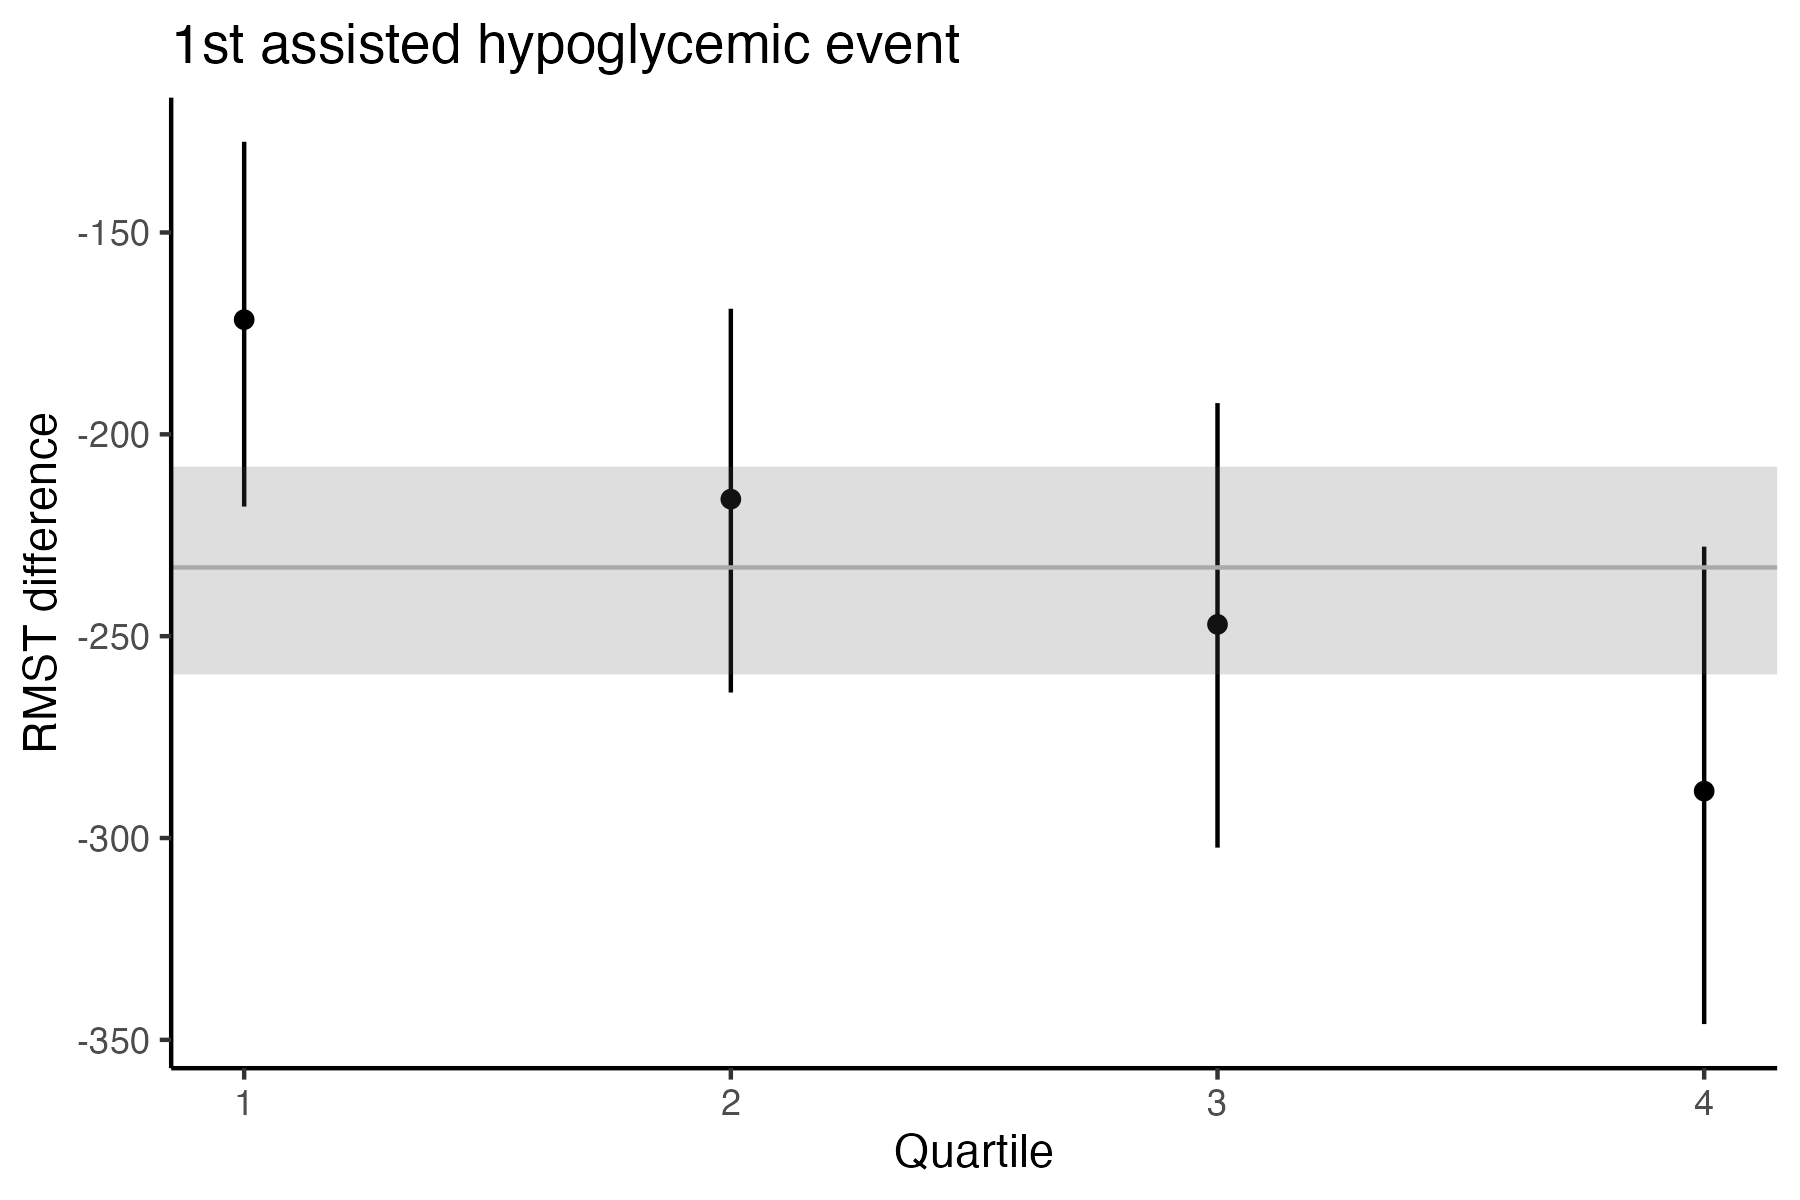 1st assisted hypoglycemic event
RMST difference
-150
-200
-250
-300
-350
1 2 3 4
Quartile